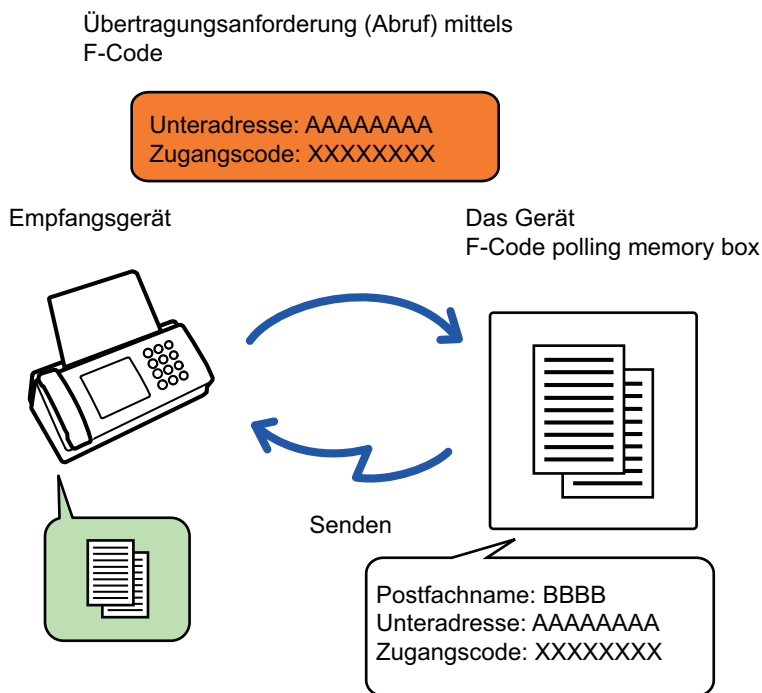 Übertragungsanforderung (Abruf) mittels
F-Code
Unteradresse: AAAAAAAA
Zugangscode: XXXXXXXX
Empfangsgerät
Das Gerät
F-Code polling memory box
Senden
Postfachname: BBBB
Unteradresse: AAAAAAAA
Zugangscode: XXXXXXXX